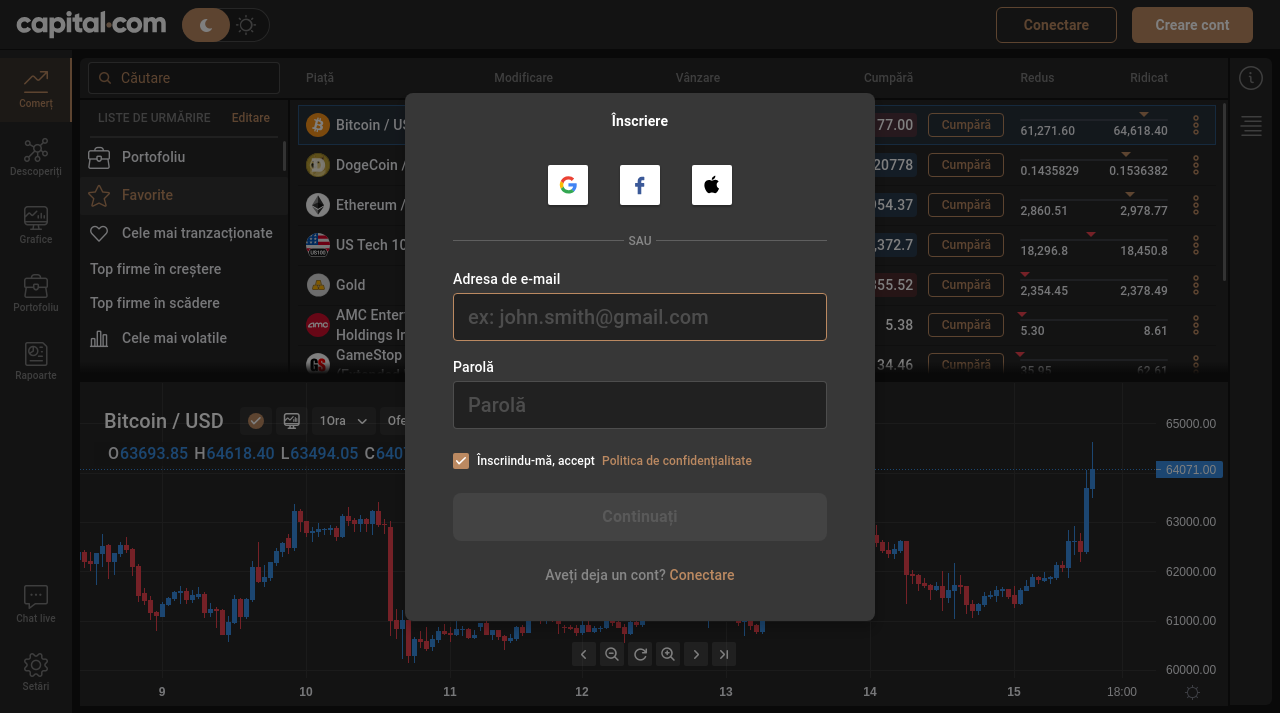 capital.com
Conectare
Creare cont
Comerț
Descoperiți
Grafice
Portofoliu
Rapoarte
Chat live
Setări
Căutare
LISTE DE URMĂRIRE Editare
Portofoliu
Favorite
Cele mai tranzacționate
Top firme în creștere
Top firme în scădere
Cele mai volatile
Piață Modificare Vânzare Cumpără Redus Ridicat
Bitcoin / US 77.00 Cumpără 61,271.60 64,618.40
DogeCoin / 20778 Cumpără 0.1435829 0.1536382
Ethereum / 954.37 Cumpără 2,860.51 2,978.77
US Tech 10 ,372.7 Cumpără 18,296.8 18,450.8
Gold 355.52 Cumpără 2,354.45 2,378.49
AMC Enter
Holdings In 5.38 Cumpără 5.30 8.61
GameStop
(Extended 34.46 Cumpără 35.95 62.61
Înscriere
SAU
Adresa de e-mail
ex: john.smith@gmail.com
Parolă
Parolă
Înscriindu-mă, accept Politica de confidențialitate
Continuați
Aveți deja un cont? Conectare
Bitcoin / USD 1Ora Ofe
O63693.85 H64618.40 L63494.05 C6407
65000.00
64071.00
63000.00
62000.00
61000.00
60000.00
9 10 11 12 13 14 15 18:00